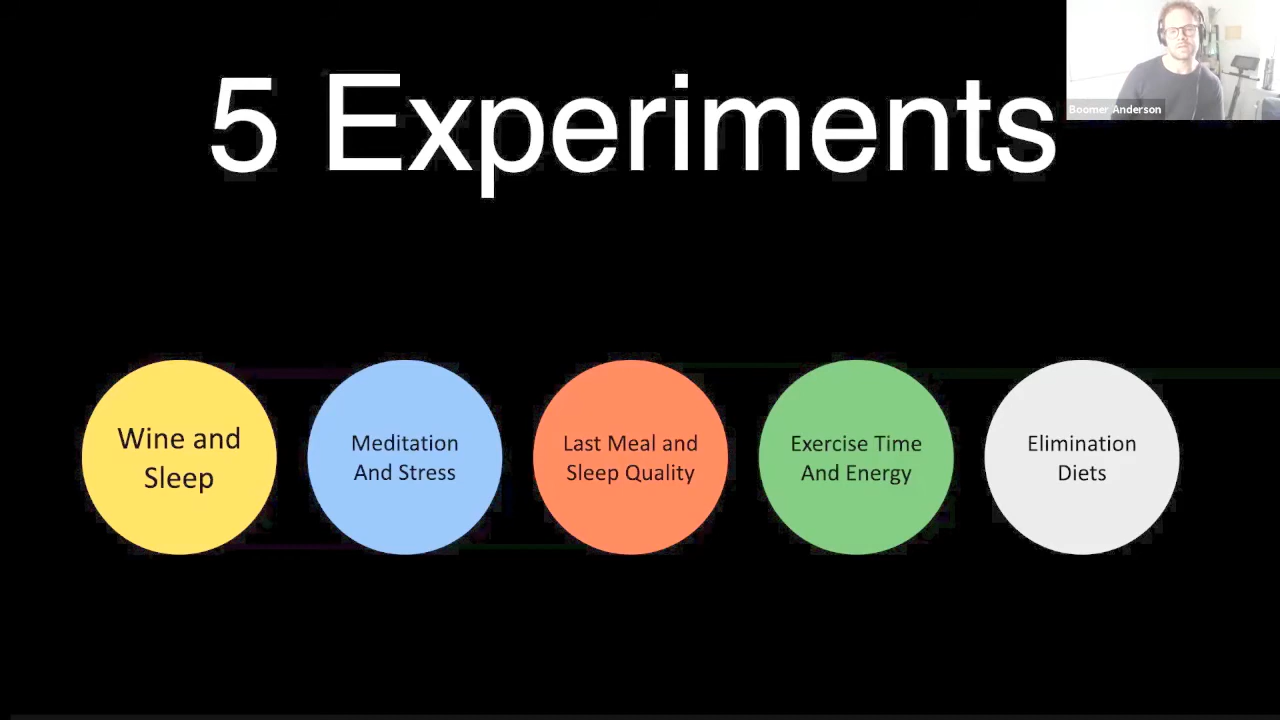 5 Experiments
Boomer Anderson
Wine and
Sleep
Meditation
And Stress
Last Meal and
Sleep Quality
Exercise Time
And Energy
Elimination
Diets